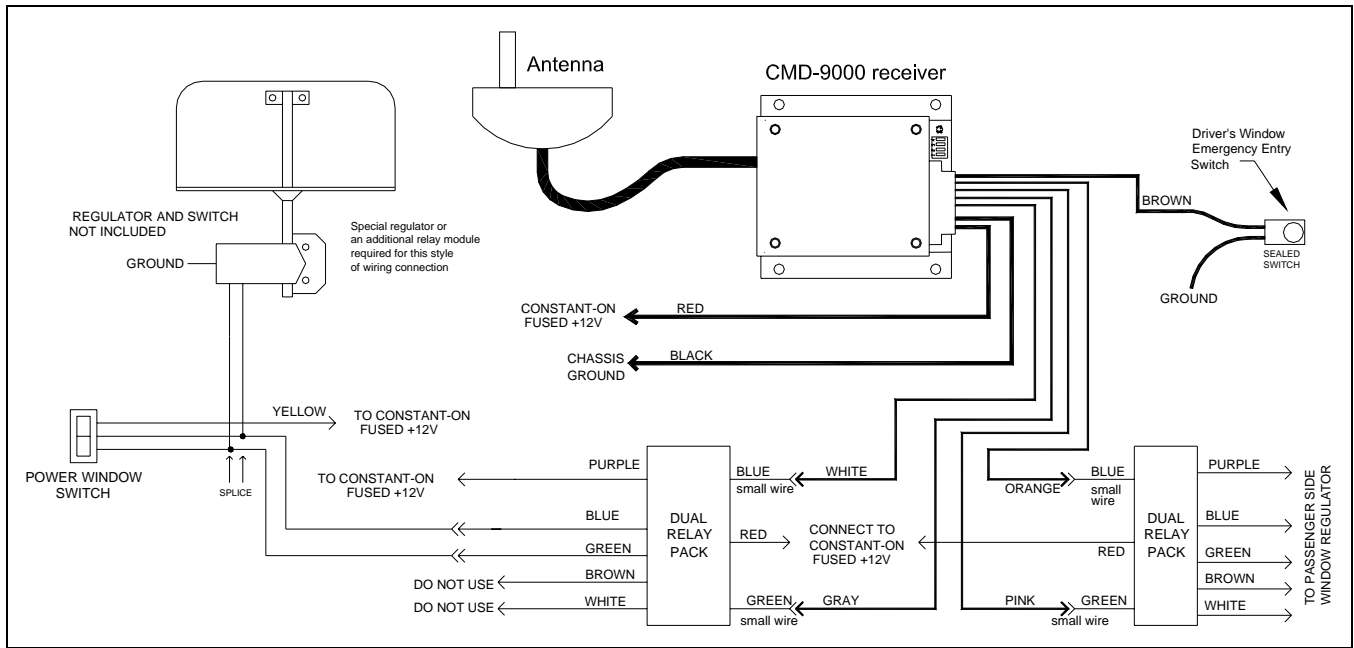 Antenna
CMD-9000 receiver
Driver's Window
Emergency Entry
Switch
BROWN
SEALED
SWITCH
GROUND
REGULATOR AND SWITCH
NOT INCLUDED
GROUND
Special regulator or
an additional relay module
required for this style
of wiring connection
CONSTANT-ON
FUSED +12V
RED
CHASSIS
GROUND
BLACK
YELLOW
TO CONSTANT-ON
FUSED +12V
POWER WINDOW
SWITCH
SPLICE
TO CONSTANT-ON
FUSED +12V
PURPLE
BLUE
GREEN
DO NOT USE
BROWN
DO NOT USE
WHITE
DUAL
RELAY
PACK
BLUE
small wire
WHITE
RED
CONNECT TO
CONSTANT-ON
FUSED +12V
GREEN
small wire
GRAY
ORANGE
BLUE
small
wire
RED
PINK
GREEN
small wire
DUAL
RELAY
PACK
PURPLE
BLUE
GREEN
BROWN
WHITE
TO PASSENGER SIDE
WINDOW REGULATOR